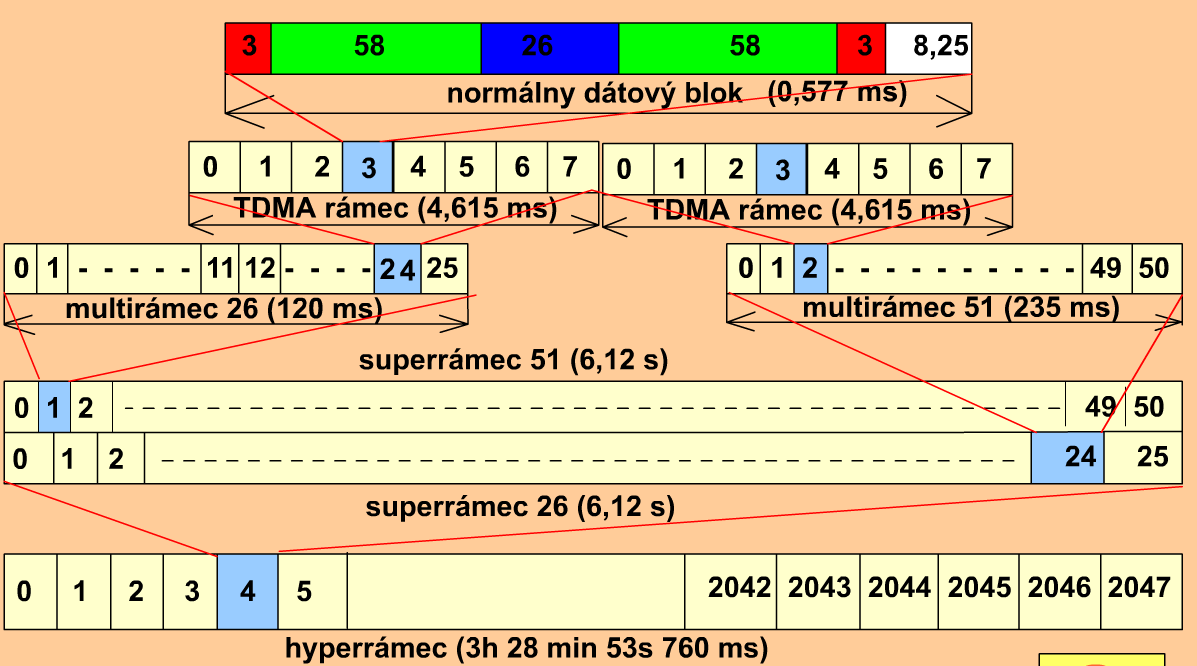 3 58 26 58 3 8,25
normálny dátový blok (0,577 ms)
0 1 2 3 4 5 6 7 0 1 2 3 4 5 6 7
TDMA rámec (4,615 ms) TDMA rámec (4,615 ms)
0 1 - - - - - 11 12 - - - - 24 25 0 1 2 - - - - - - - - - - - 49 50
multirámec 26 (120 ms) multirámec 51 (235 ms)
superrámec 51 (6,12 s)
0 1 2 49 50
0 1 2 24 25
superrámec 26 (6,12 s)
0 1 2 3 4 5 2042 2043 2044 2045 2046 2047
hyperrámec (3h 28 min 53s 760 ms)